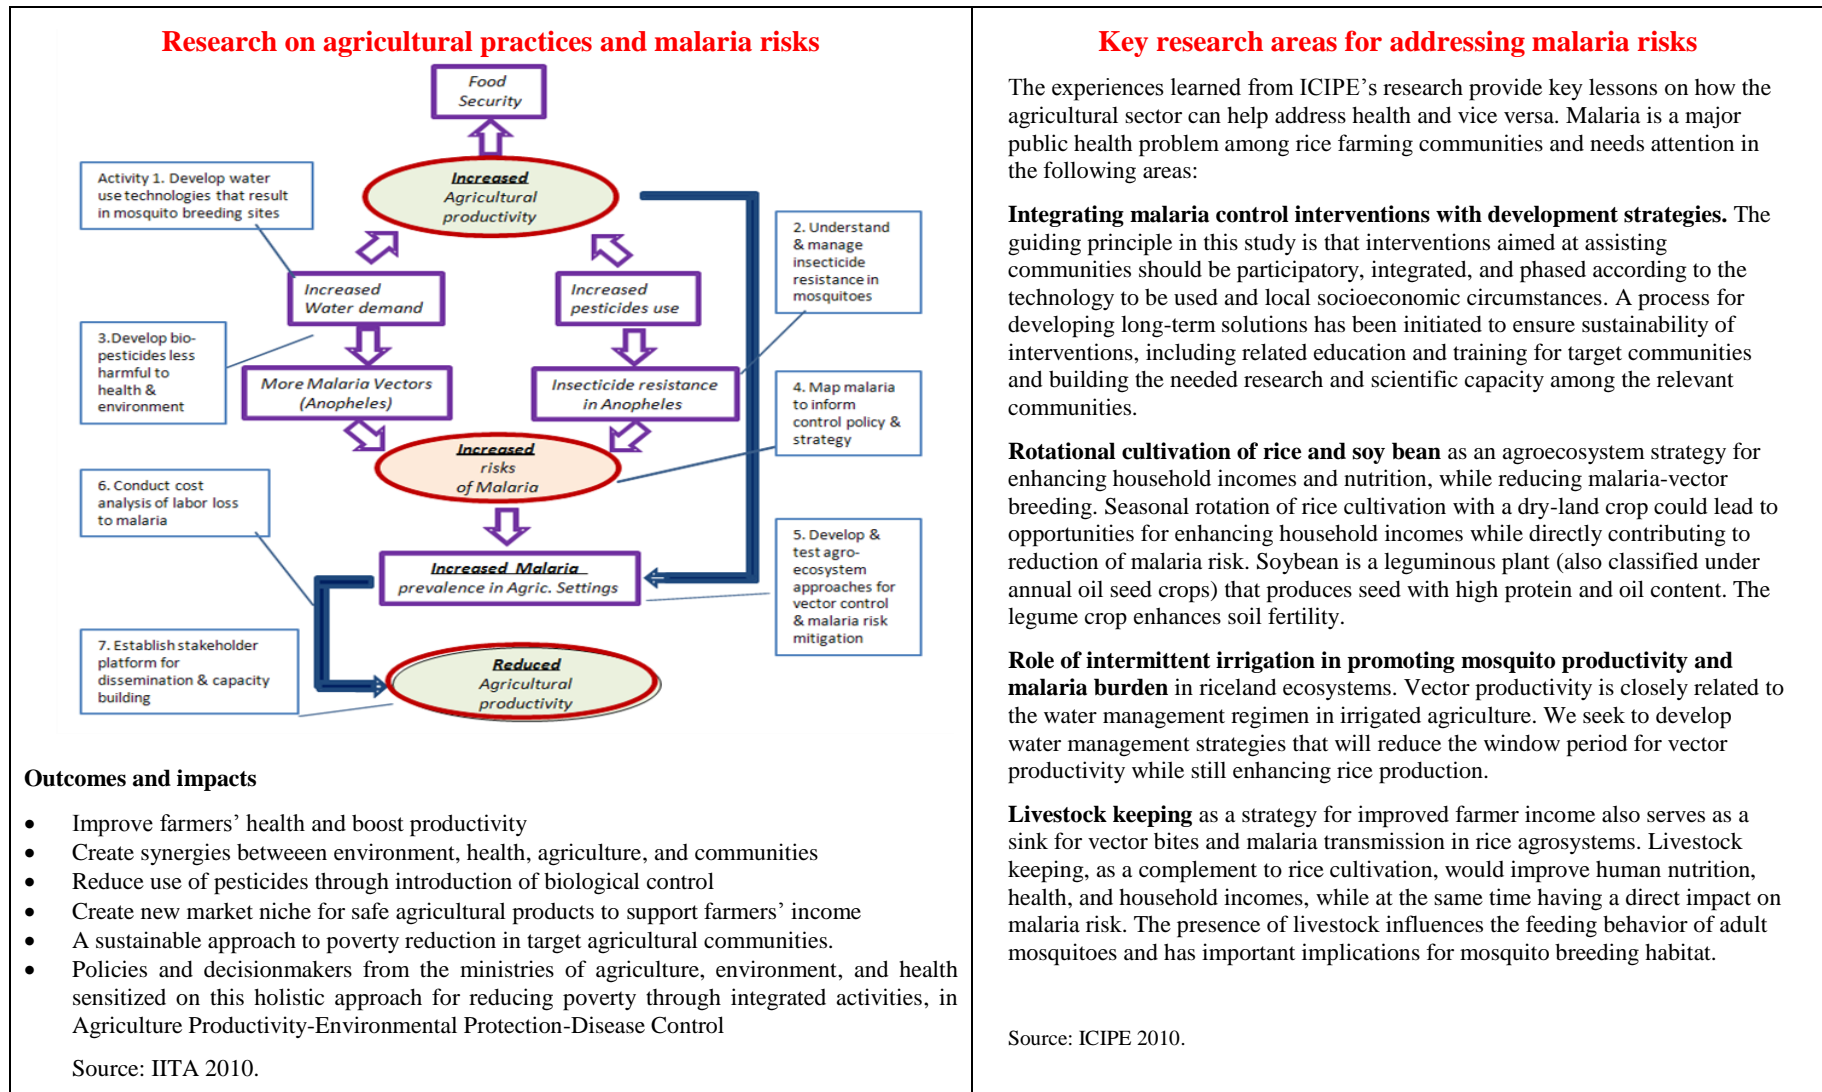 Research on agricultural practices and malaria risks
Food
Security
Increased
Agricultural
productivity
Activity 1. Develop water
use technologies that result
in mosquito breeding sites
2. Understand
& manage
insecticide
resistance in
mosquitoes
Increased
Water demand
Increased
pesticides use
3.Develop bio-
pesticides less
harmful to
health &
environment
More Malaria Vectors
(Anopheles)
Insecticide resistance
in Anopheles
4. Map malaria
to inform
control policy &
strategy
Increased
risks
of Malaria
6. Conduct cost
analysis of labor loss
to malaria
5. Develop &
test agro-
ecosystem
approaches for
vector control
& malaria risk
mitigation
Increased Malaria
prevalence in Agric. Settings
7. Establish stakeholder
platform for
dissemination & capacity
building
Reduced
Agricultural
productivity
Outcomes and impacts
• Improve farmers’ health and boost productivity
• Create synergies betweeen environment, health, agriculture, and communities
• Reduce use of pesticides through introduction of biological control
• Create new market niche for safe agricultural products to support farmers’ income
• A sustainable approach to poverty reduction in target agricultural communities.
• Policies and decisionmakers from the ministries of agriculture, environment, and health
sensitized on this holistic approach for reducing poverty through integrated activities, in
Agriculture Productivity-Environmental Protection-Disease Control
Source: IITA 2010.
Key research areas for addressing malaria risks
The experiences learned from ICIPE’s research provide key lessons on how the
agricultural sector can help address health and vice versa. Malaria is a major
public health problem among rice farming communities and needs attention in
the following areas:
Integrating malaria control interventions with development strategies. The
guiding principle in this study is that interventions aimed at assisting
communities should be participatory, integrated, and phased according to the
technology to be used and local socioeconomic circumstances. A process for
developing long-term solutions has been initiated to ensure sustainability of
interventions, including related education and training for target communities
and building the needed research and scientific capacity among the relevant
communities.
Rotational cultivation of rice and soy bean as an agroecosystem strategy for
enhancing household incomes and nutrition, while reducing malaria-vector
breeding. Seasonal rotation of rice cultivation with a dry-land crop could lead to
opportunities for enhancing household incomes while directly contributing to
reduction of malaria risk. Soybean is a leguminous plant (also classified under
annual oil seed crops) that produces seed with high protein and oil content. The
legume crop enhances soil fertility.
Role of intermittent irrigation in promoting mosquito productivity and
malaria burden in riceland ecosystems. Vector productivity is closely related to
the water management regimen in irrigated agriculture. We seek to develop
water management strategies that will reduce the window period for vector
productivity while still enhancing rice production.
Livestock keeping as a strategy for improved farmer income also serves as a
sink for vector bites and malaria transmission in rice agrosystems. Livestock
keeping, as a complement to rice cultivation, would improve human nutrition,
health, and household incomes, while at the same time having a direct impact on
malaria risk. The presence of livestock influences the feeding behavior of adult
mosquitoes and has important implications for mosquito breeding habitat.
Source: ICIPE 2010.